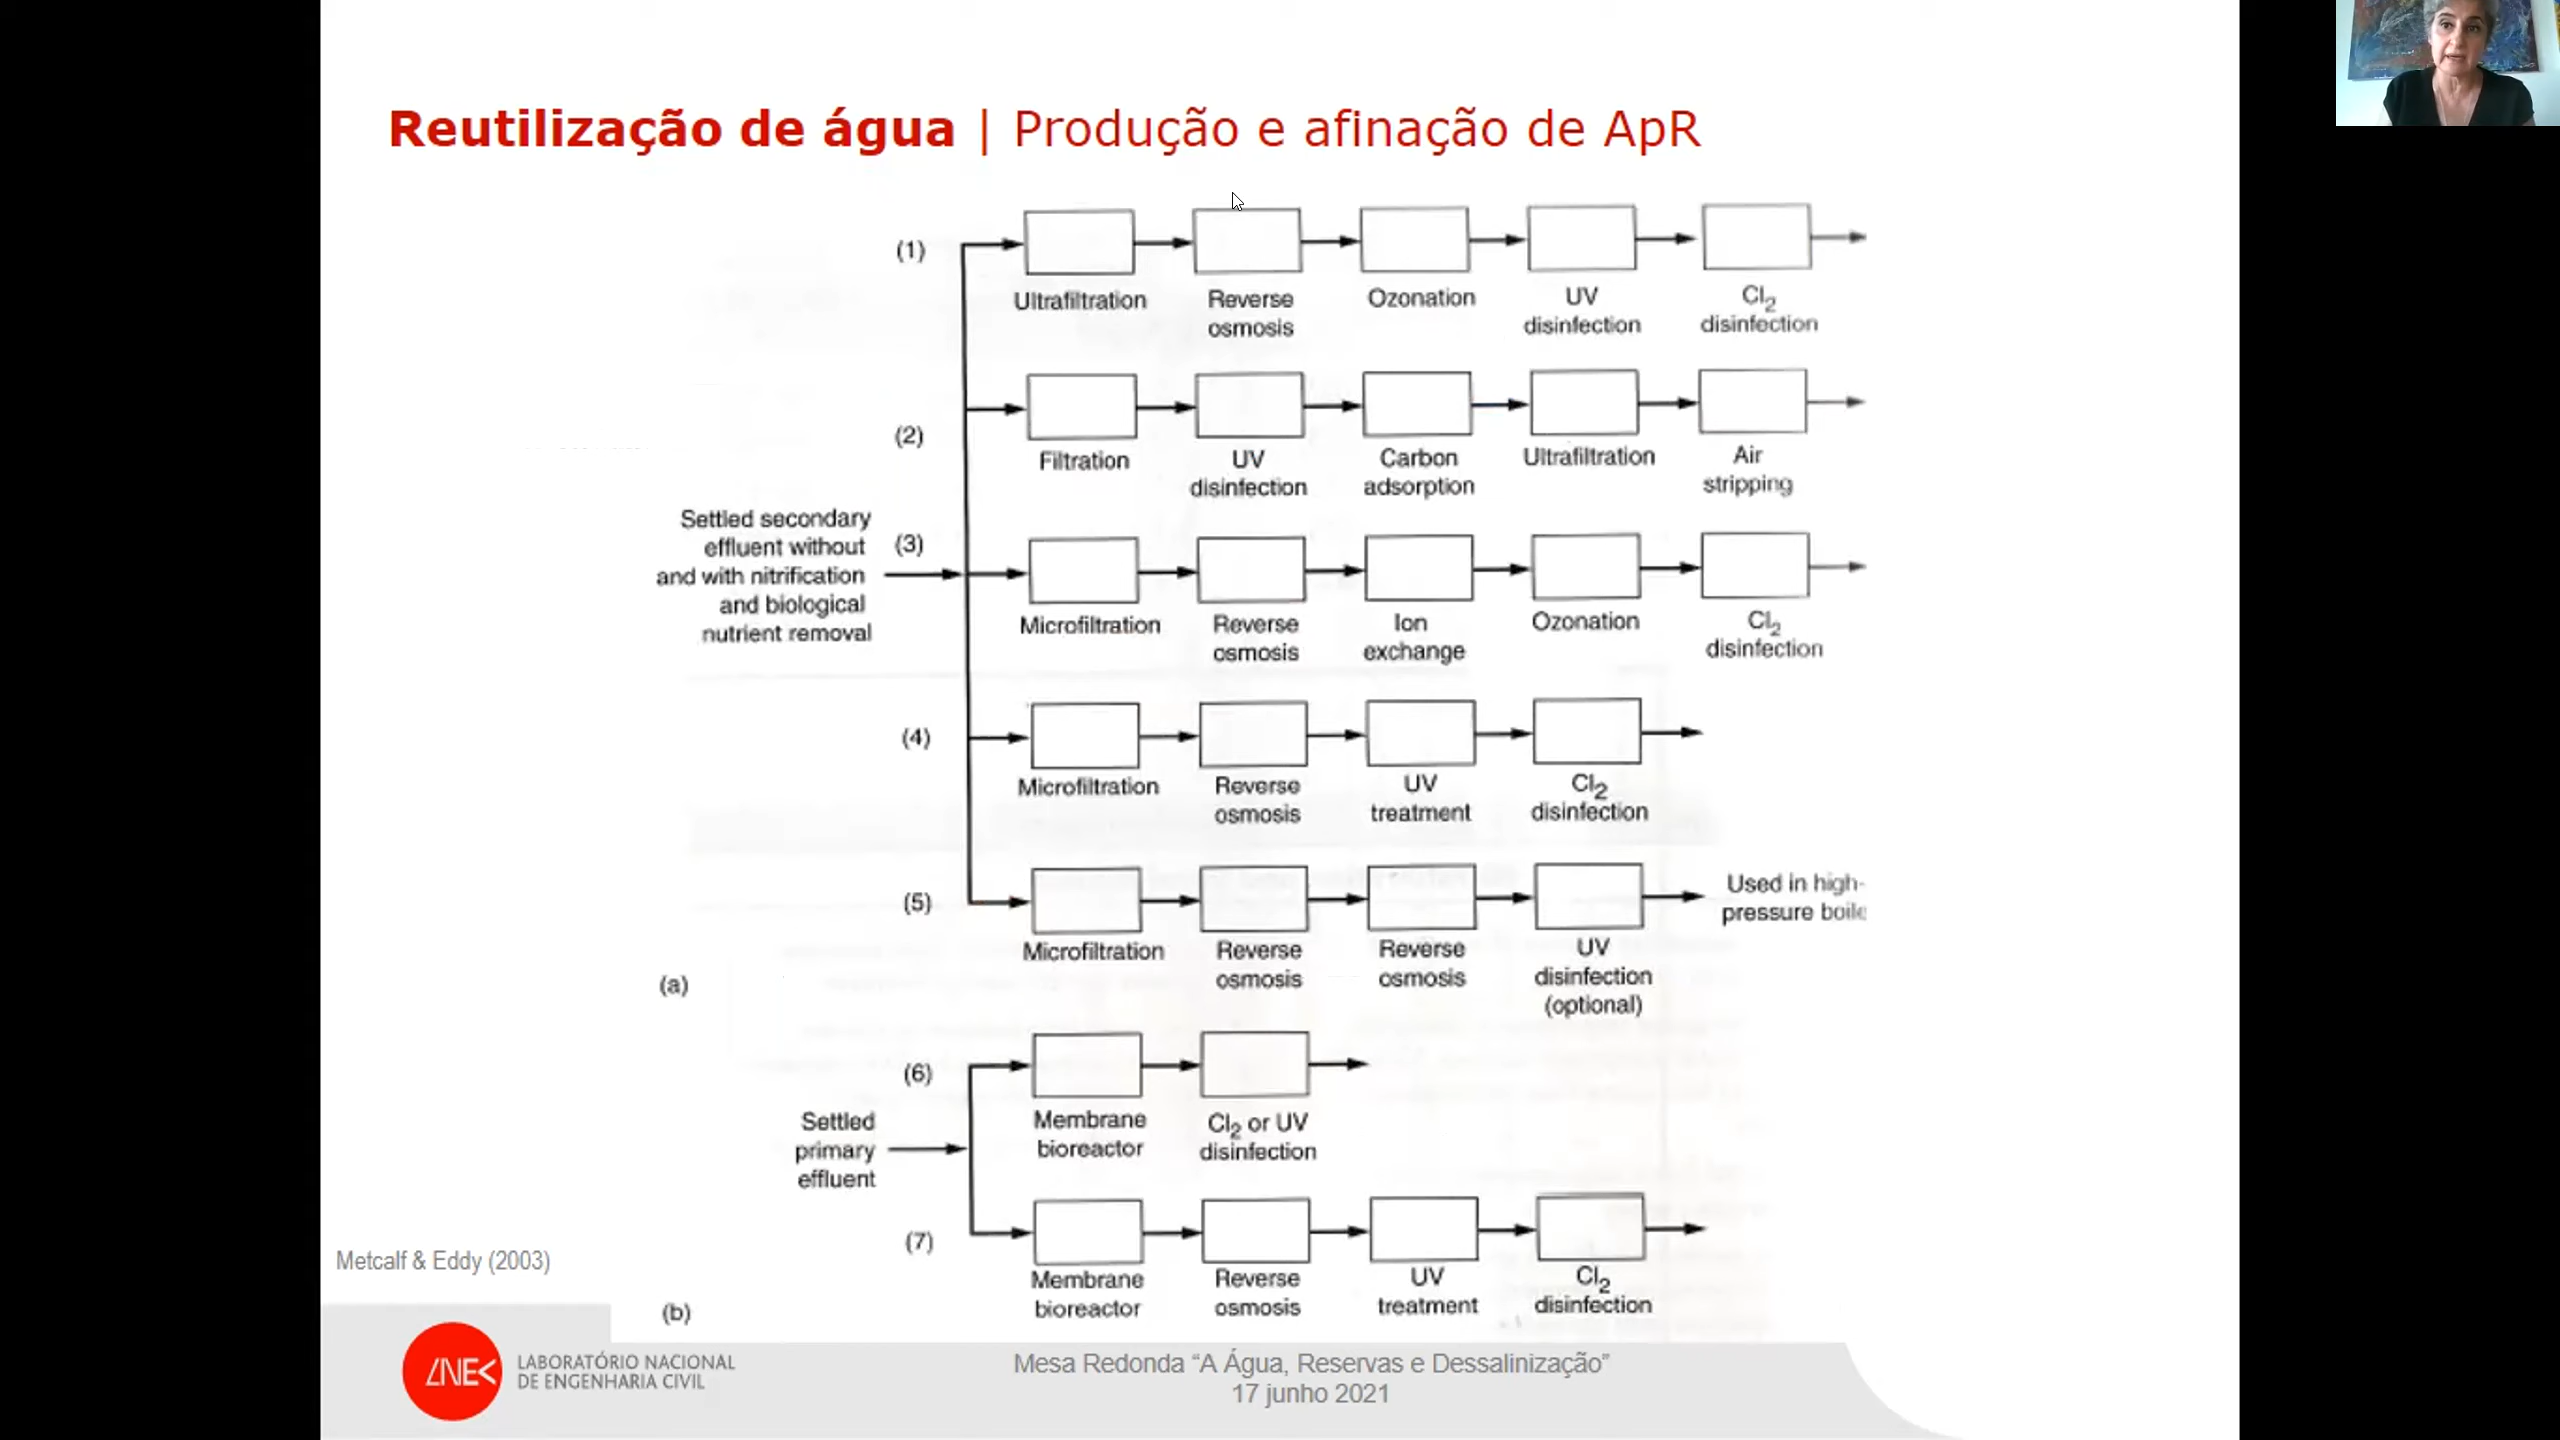 Reutilização de água | Produção e afinação de ApR
(1)
Ultrafiltration
Reverse
osmosis
Ozonation
UV
disinfection
Cl2
disinfection
(2)
Filtration
UV
disinfection
Carbon
adsorption
Ultrafiltration
Air
stripping
Settled secondary
effluent without
and with nitrification
and biological
nutrient removal
(3)
Microfiltration
Reverse
osmosis
Ion
exchange
Ozonation
Cl2
disinfection
(4)
Microfiltration
Reverse
osmosis
UV
treatment
Cl2
disinfection
(5)
Microfiltration
Reverse
osmosis
Reverse
osmosis
UV
disinfection
(optional)
Used in high-
pressure
(a)
(6)
Membrane
bioreactor
Cl2 or UV
disinfection
Settled
primary
effluent
(7)
Membrane
bioreactor
Reverse
osmosis
UV
treatment
Cl2
disinfection
(b)
Metcalf & Eddy (2003)
LNEC
LABORATÓRIO NACIONAL
DE ENGENHARIA CIVIL
Mesa Redonda “A Água, Reservas e Dessalinização”
17 junho 2021